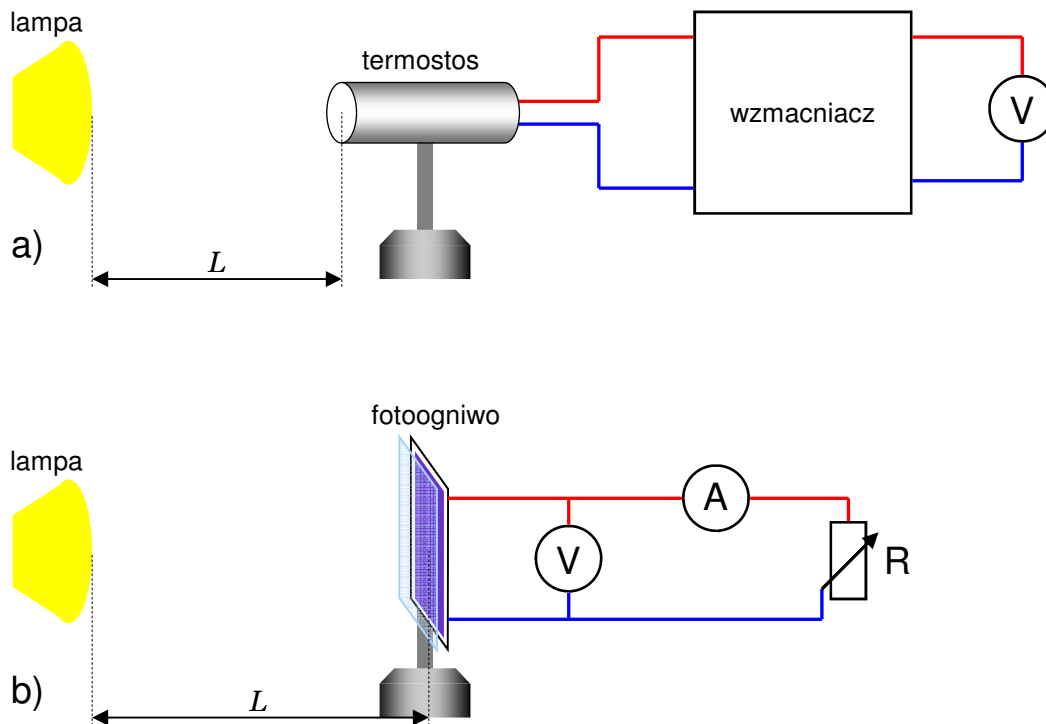 lampa
termostos
wzmacniacz
V
a)
L
fotoogniwo
lampa
A
V
R
b)
L